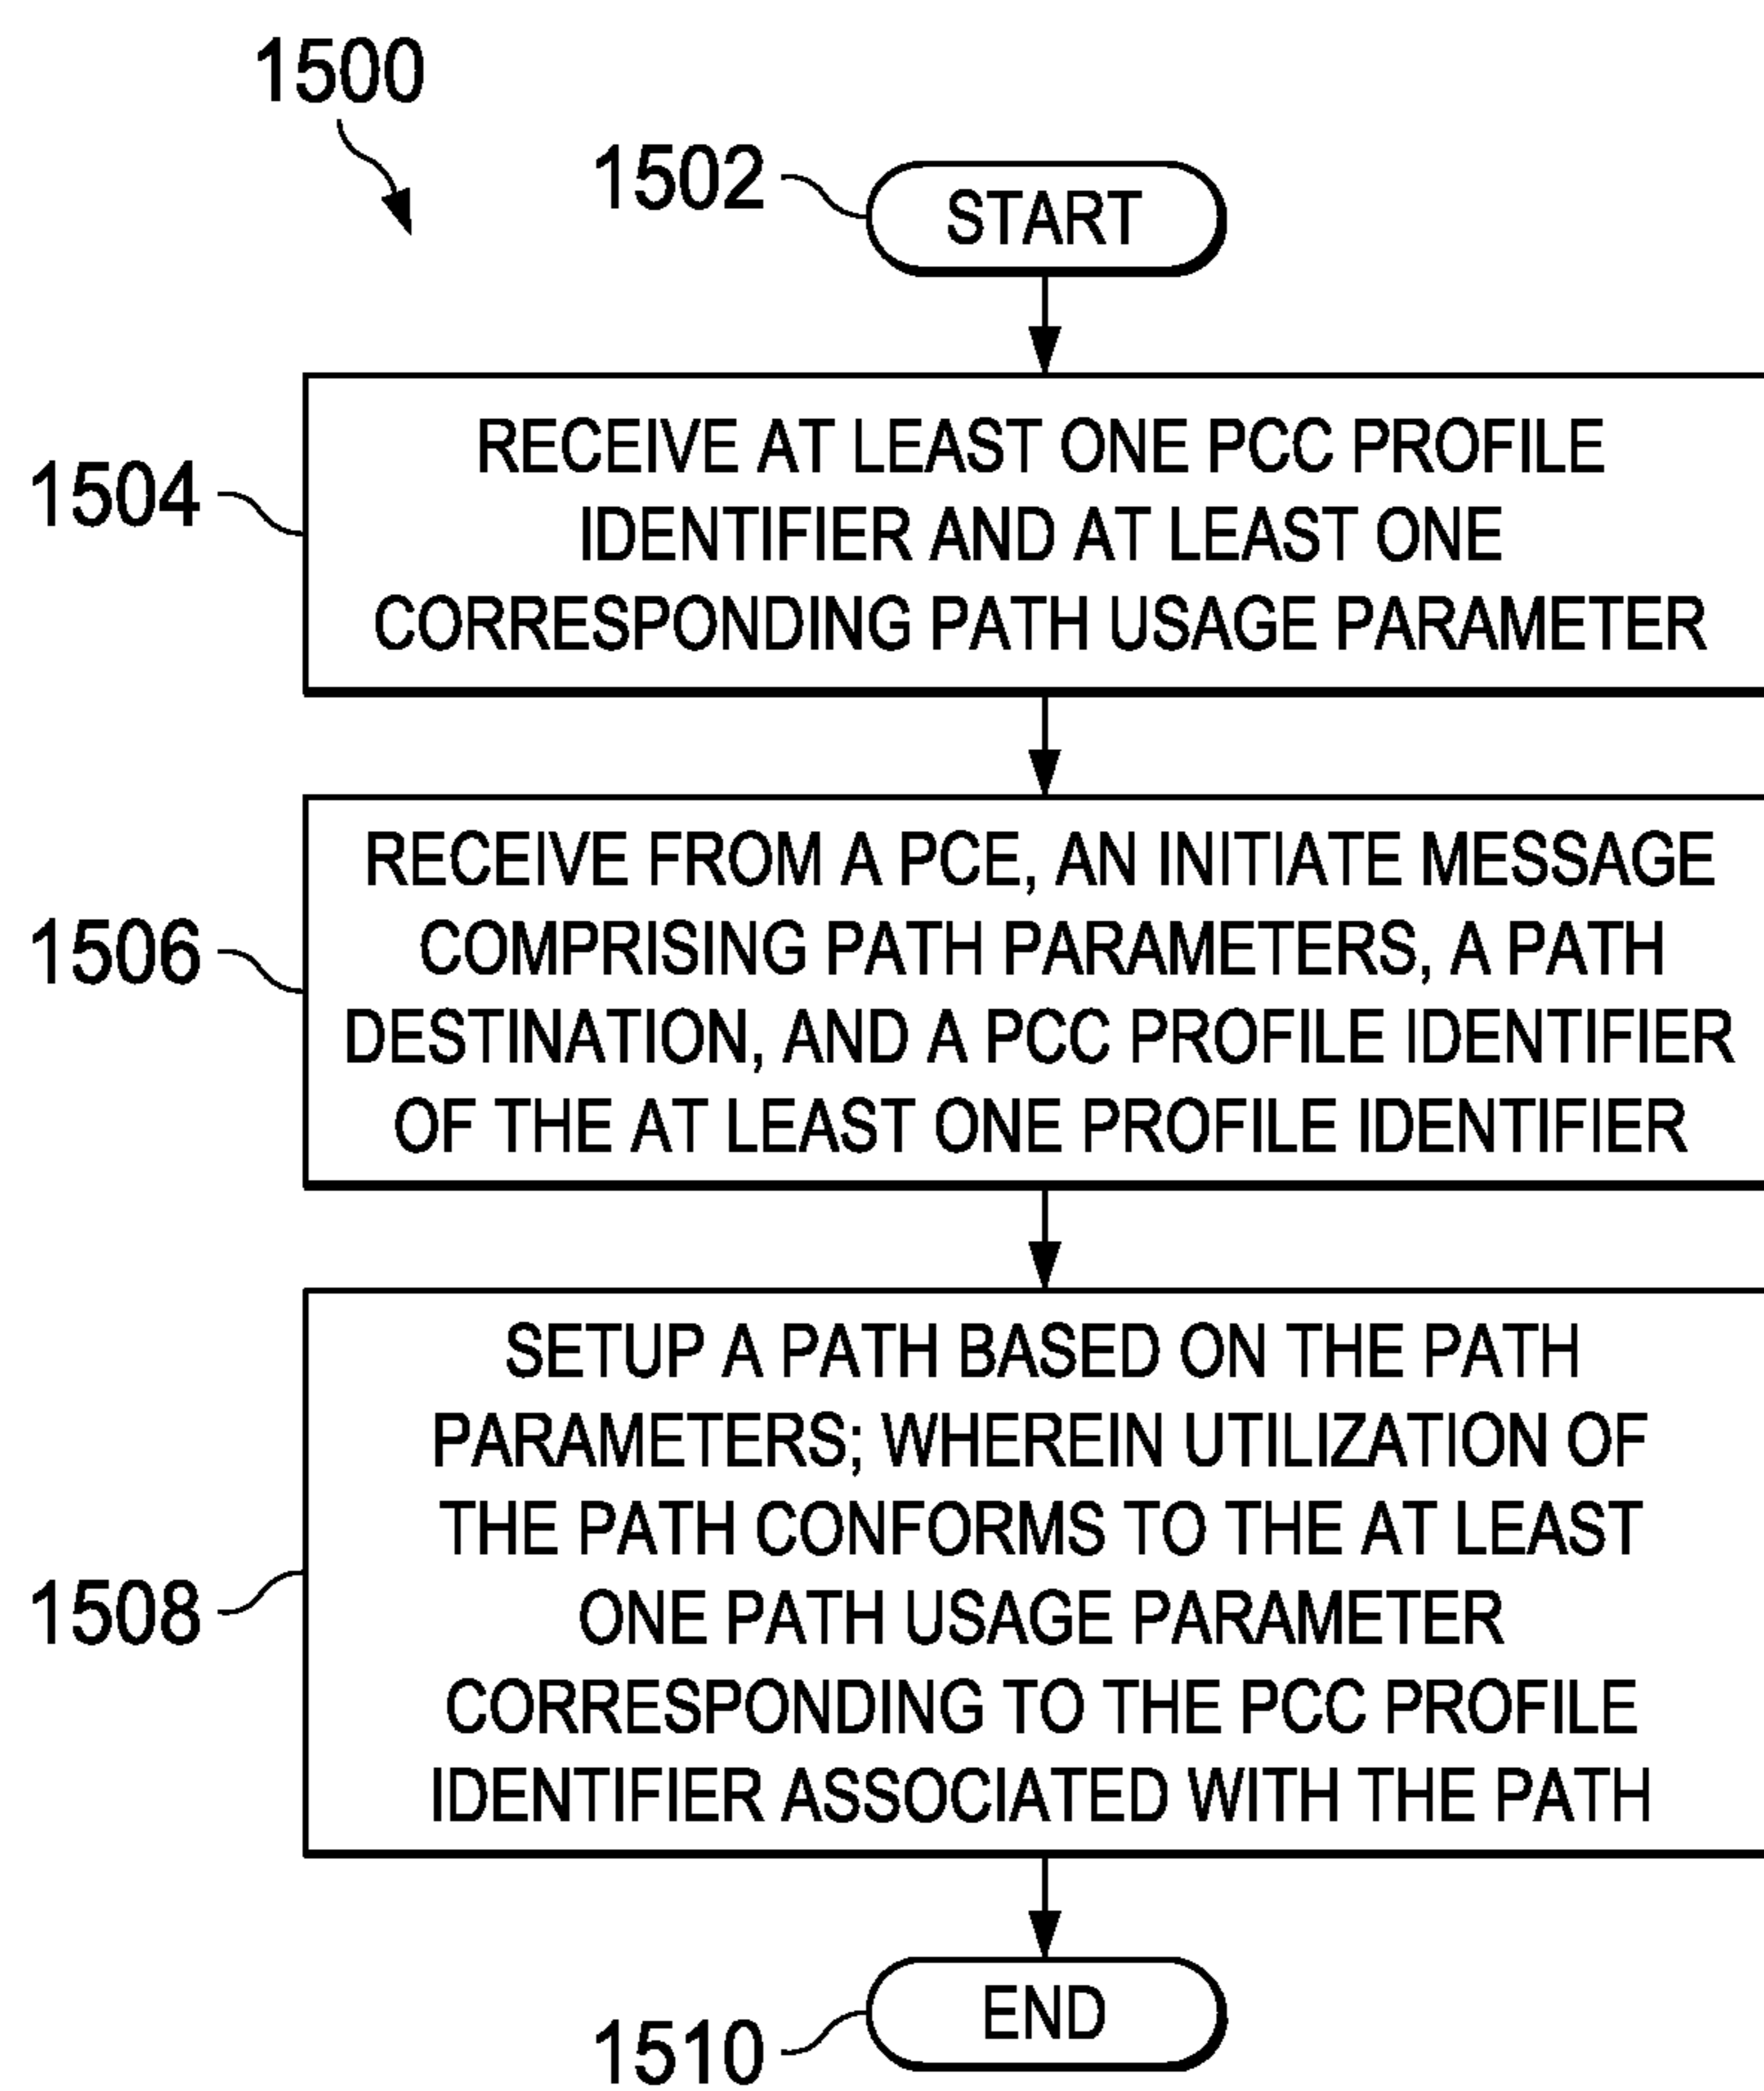 1500
1502
START
1504
RECEIVE AT LEAST ONE PCC PROFILE
IDENTIFIER AND AT LEAST ONE
CORRESPONDING PATH USAGE PARAMETER
1506
RECEIVE FROM A PCE, AN INITIATE MESSAGE
COMPRISING PATH PARAMETERS, A PATH
DESTINATION, AND A PCC PROFILE IDENTIFIER
OF THE AT LEAST ONE PROFILE IDENTIFIER
1508
SETUP A PATH BASED ON THE PATH
PARAMETERS; WHEREIN UTILIZATION OF
THE PATH CONFORMS TO THE AT LEAST
ONE PATH USAGE PARAMETER
CORRESPONDING TO THE PCC PROFILE
IDENTIFIER ASSOCIATED WITH THE PATH
1510
END